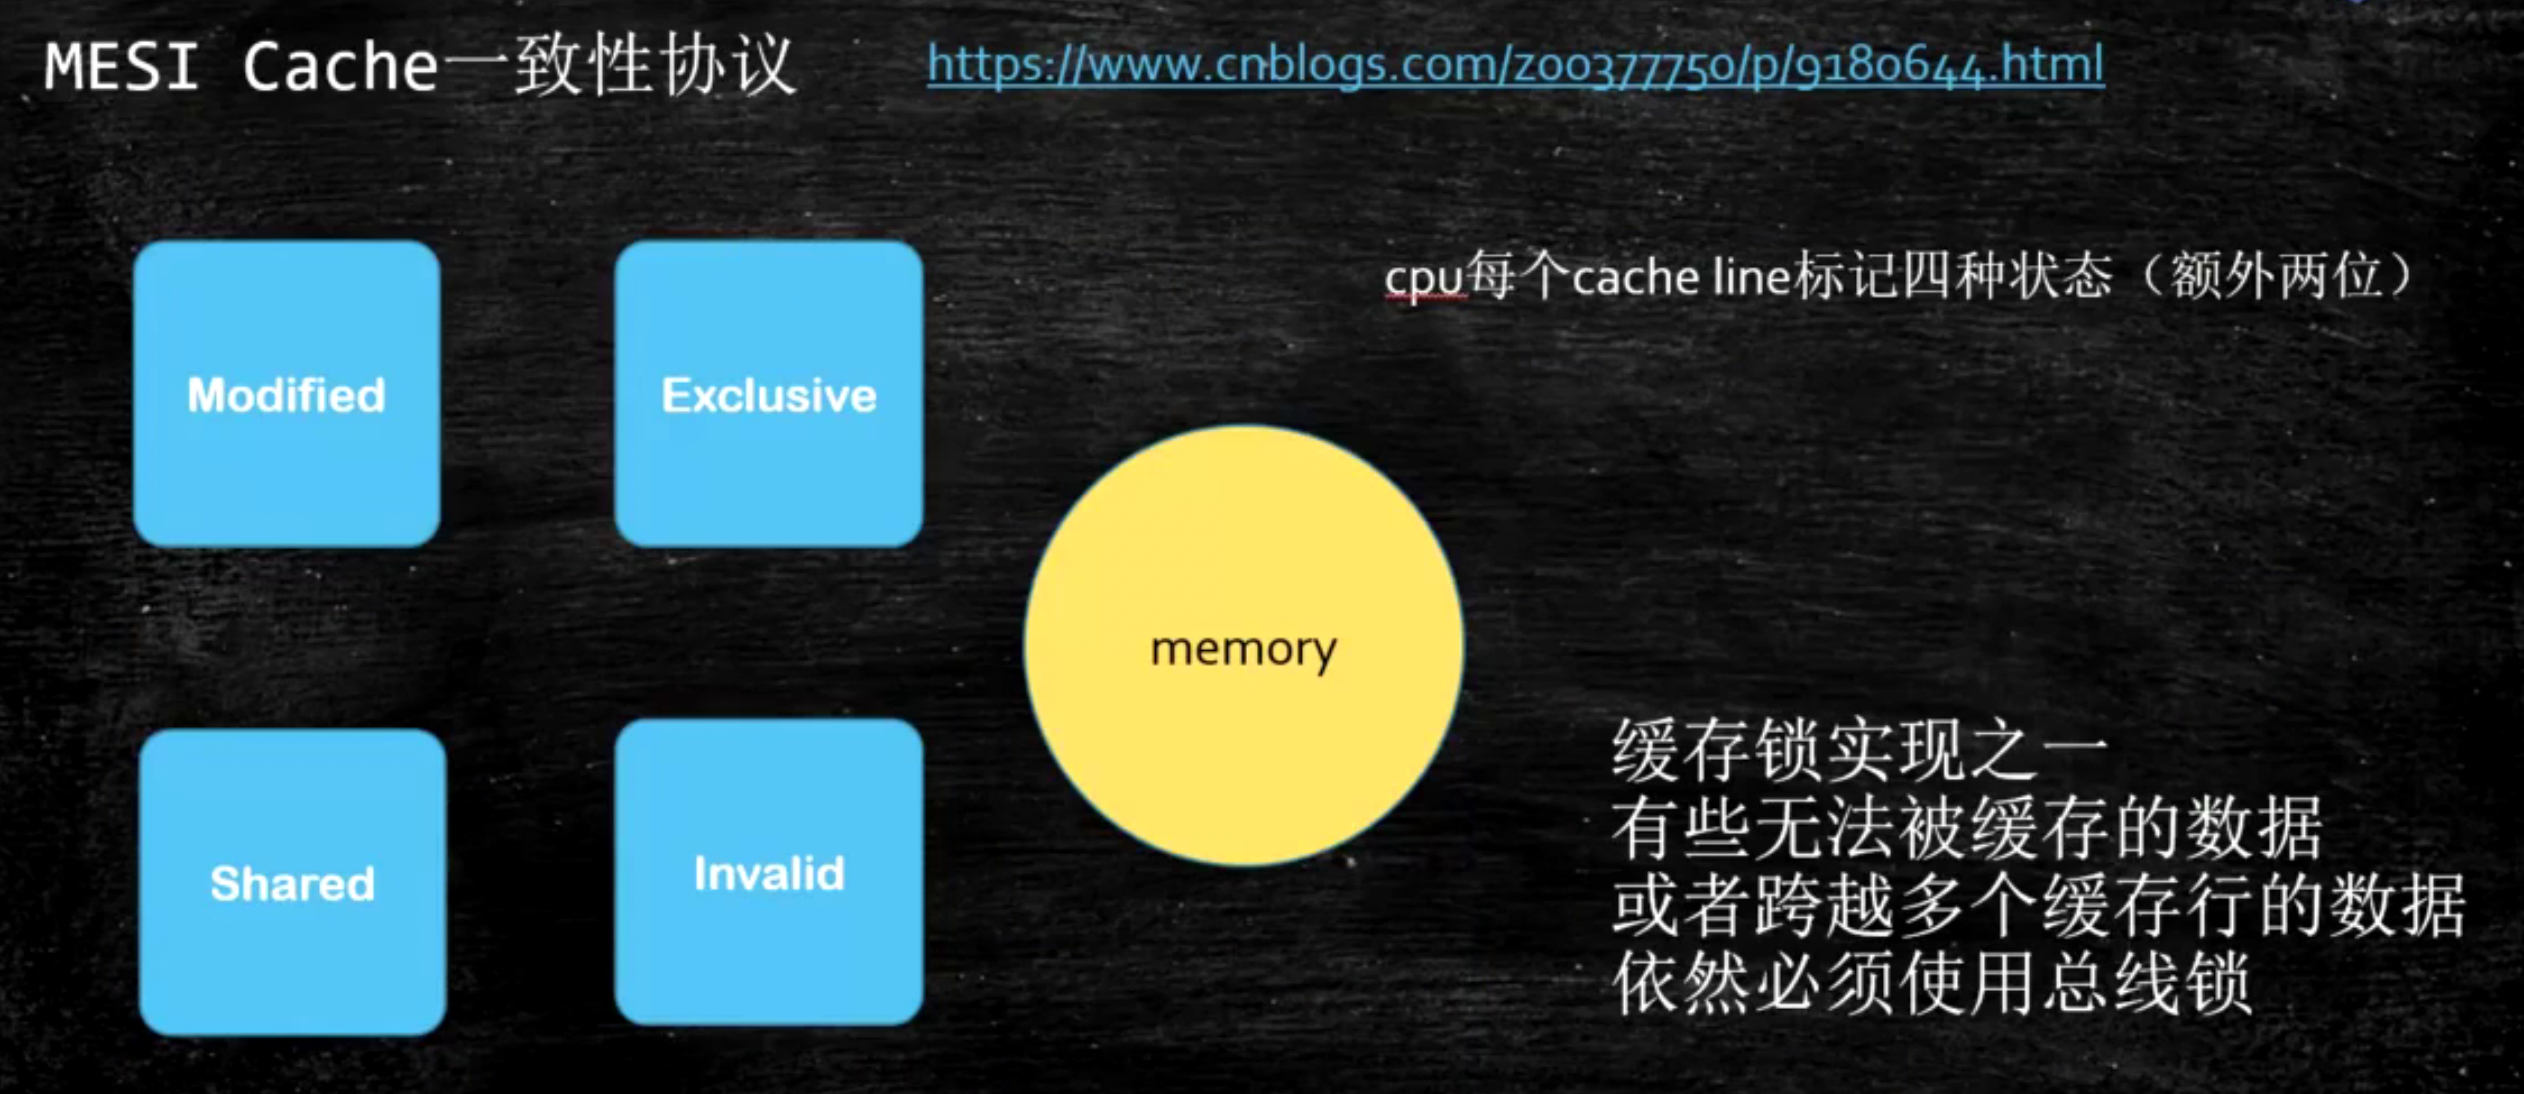 MESI Cache一致性协议
https://www.cnblogs.com/z00377750/p/9180644.html
cpu每个cache line标记四种状态（额外两位）
Modified
Exclusive
memory
Shared
Invalid
缓存锁实现之一
有些无法被缓存的数据
或者跨越多个缓存行的数据
依然必须使用总线锁